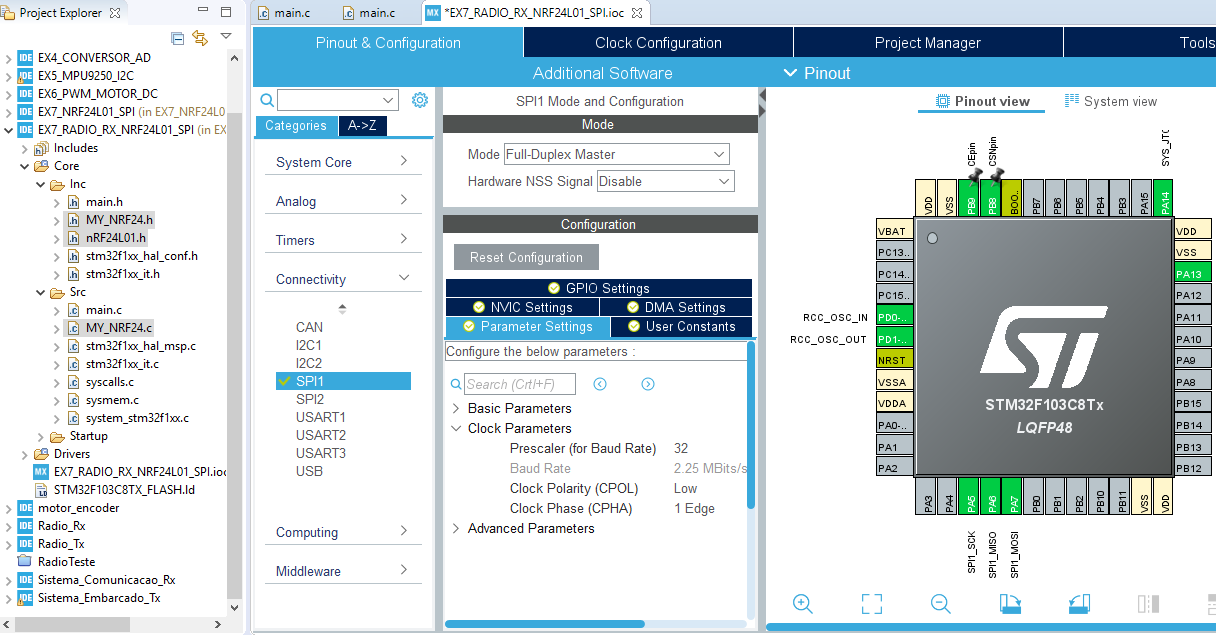 Project Explorer
EX4_CONVERSOR_AD
EX5_MPU9250_I2C
EX6_PWM_MOTOR_DC
EX7_NRF24L01_SPI (in EX7_NRF24L0
EX7_RADIO_RX_NRF24L01_SPI (in EX
Includes
Core
Inc
main.h
MY_NRF24.h
nRF24L01.h
stm32f1xx_hal_conf.h
stm32f1xx_it.h
Src
main.c
MY_NRF24.c
stm32f1xx_hal_msp.c
stm32f1xx_it.c
syscalls.c
sysmem.c
system_stm32f1xx.c
Startup
Drivers
EX7_RADIO_RX_NRF24L01_SPI.ioc
STM32F103C8TX_FLASH.ld
motor_encoder
Radio_Rx
Radio_Tx
RadioTeste
Sistema_Comunicacao_Rx
Sistema_Embarcado_Tx
main.c
main.c
MX *EX7_RADIO_RX_NRF24L01_SPI.ioc
Pinout & Configuration
Clock Configuration
Project Manager
Tools
Additional Software
Pinout
Categories
A->Z
System Core
Analog
Timers
Connectivity
CAN
I2C1
I2C2
SPI1
SPI2
USART1
USART2
USART3
USB
Computing
Middleware
SPI1 Mode and Configuration
Mode
Mode Full-Duplex Master
Hardware NSS Signal Disable
Configuration
Reset Configuration
GPIO Settings
NVIC Settings
DMA Settings
Parameter Settings
User Constants
Configure the below parameters :
Search (Crtl+F)
Basic Parameters
Clock Parameters
Prescaler (for Baud Rate) 32
Baud Rate 2.25 MBits/s
Clock Polarity (CPOL) Low
Clock Phase (CPHA) 1 Edge
Advanced Parameters
Pinout view
System view
CEpin
CSNpin
SYS_JTC
VDD
VSS
PB9
PB8
BOO..
PB7
PB6
PB5
PB4
PB3
PA15
PA14
VBAT
PC13..
PC14..
PC15..
RCC_OSC_IN
PD0-..
RCC_OSC_OUT
PD1-..
NRST
VSSA
VDDA
PA0-..
PA1
PA2
STM32F103C8Tx
LQFP48
VDD
VSS
PA13
PA12
PA11
PA10
PA9
PA8
PB15
PB14
PB13
PB12
PA3
PA4
PA5
PA6
PA7
PB0
PB1
PB2
PB10
PB11
VSS
VDD
SPI1_SCK
SPI1_MISO
SPI1_MOSI